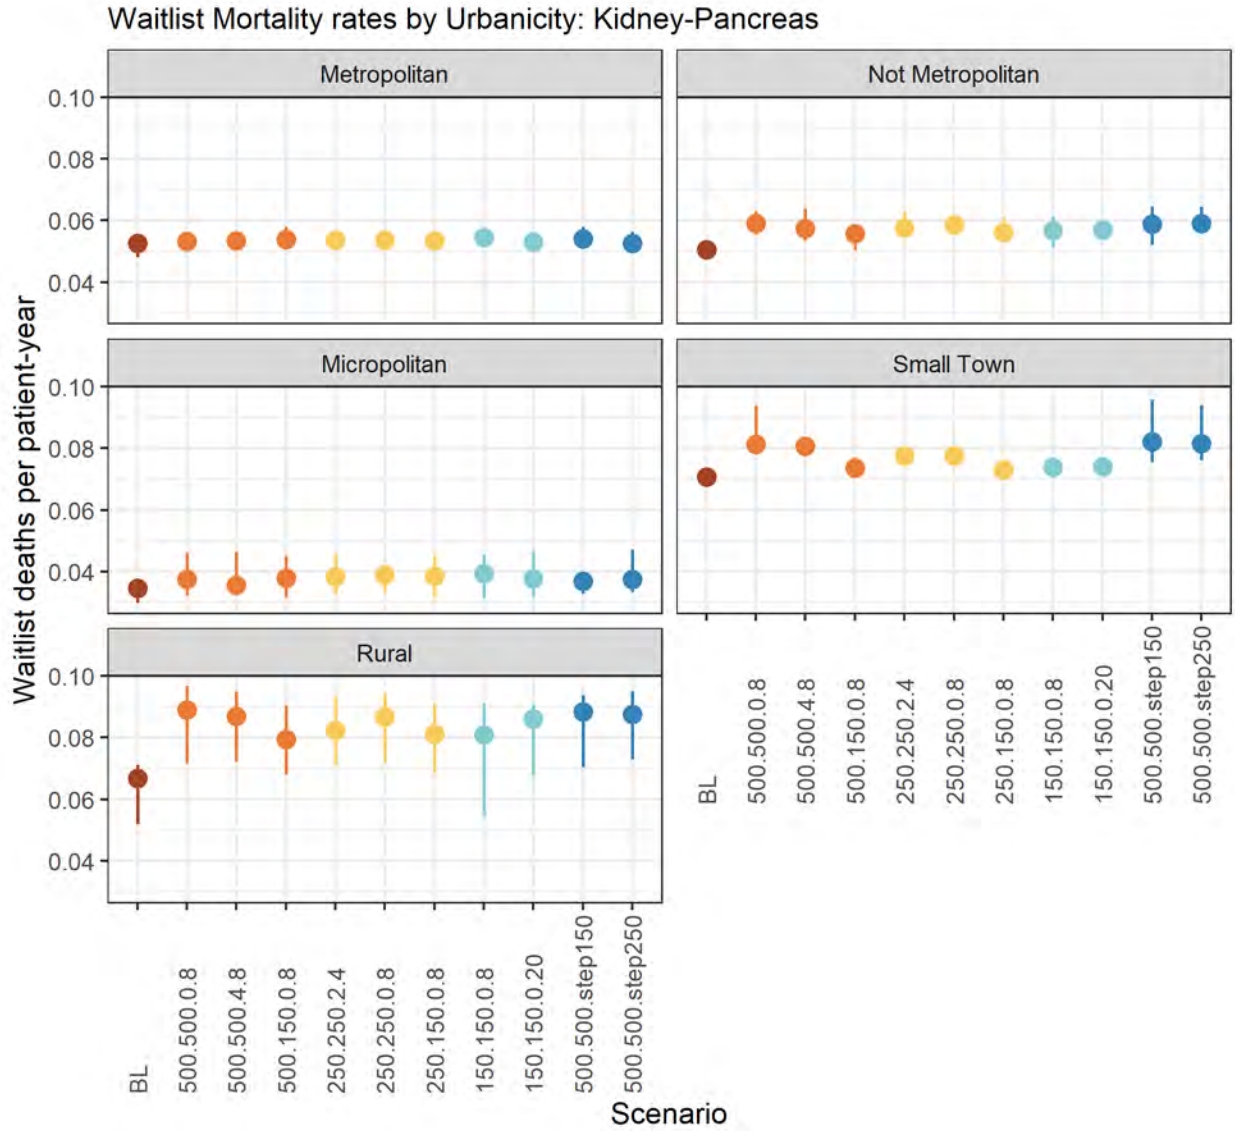 Waitlist Mortality rates by Urbanicity: Kidney-Pancreas
Waitlist deaths per patient-year
Metropolitan
0.10
0.08
0.06
0.04
Not Metropolitan
Micropolitan
0.10
0.08
0.06
0.04
Small Town
BL
500.500.0.8
500.500.4.8
500.150.0.8
250.250.2.4
250.250.0.8
250.150.0.8
150.150.0.8
150.150.0.20
500.500.step150
500.500.step250
Rural
0.10
0.08
0.06
0.04
BL
500.500.0.8
500.500.4.8
500.150.0.8
250.250.2.4
250.250.0.8
250.150.0.8
150.150.0.8
150.150.0.20
500.500.step150
500.500.step250
Scenario